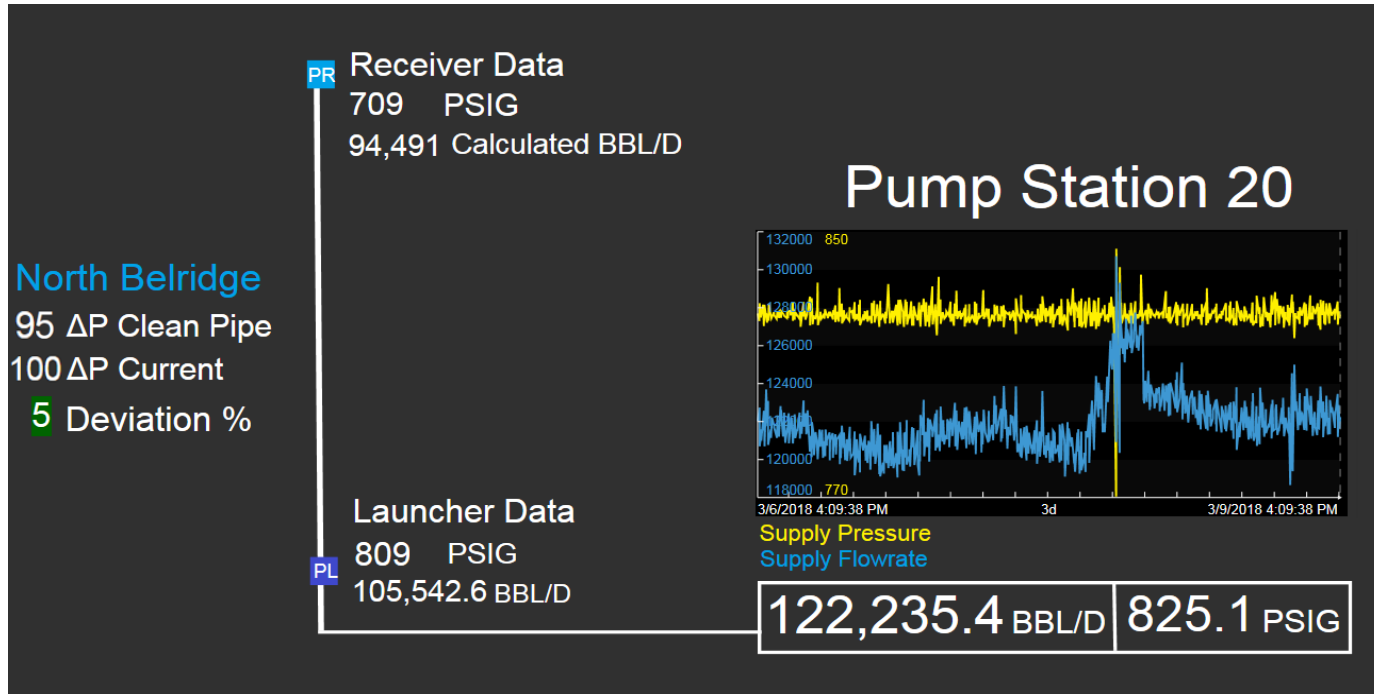 PR
Receiver Data
709 PSIG
94,491 Calculated BBL/D
North Belridge
95 ΔP Clean Pipe
100 ΔP Current
5 Deviation %
Launcher Data
PL
809 PSIG
105,542.6 BBL/D
Pump Station 20
132000 850
130000
128000
126000
124000
120000
118000 770
3/6/2018 4:09:38 PM 3d 3/9/2018 4:09:38 PM
Supply Pressure
Supply Flowrate
122,235.4 BBL/D 825.1 PSIG